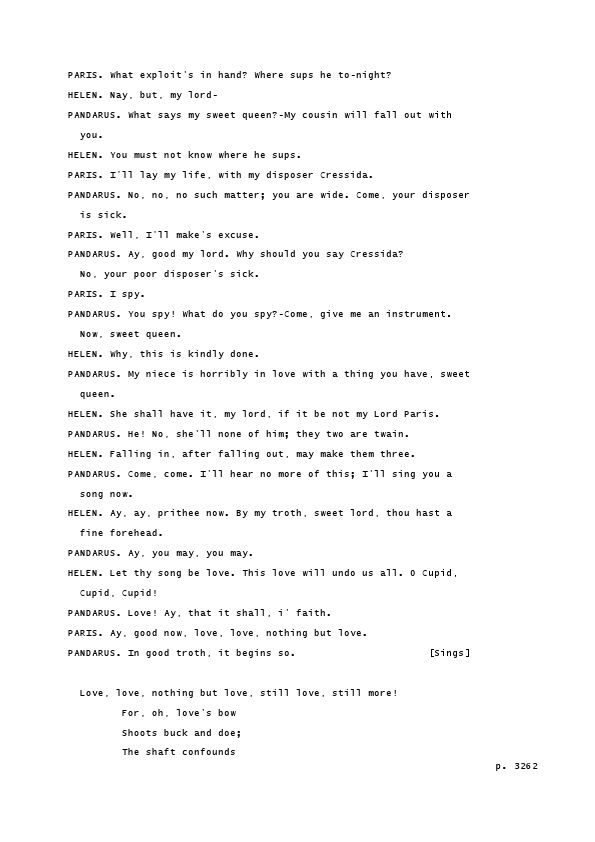 PARIS. What exploit's in hand? Where sups he to-night?
HELEN. Nay, but, my lord-
PANDARUS. What says my sweet queen?-My cousin will fall out with
you.
HELEN. You must not know where he sups.
PARIS. I'll lay my life, with my disposer Cressida.
PANDARUS. No, no, no such matter; you are wide. Come, your disposer
is sick.
PARIS. Well, I'll make's excuse.
PANDARUS. Ay, good my lord. Why should you say Cressida?
No, your poor disposer's sick.
PARIS. I spy.
PANDARUS. You spy! What do you spy?-Come, give me an instrument.
Now, sweet queen.
HELEN. Why, this is kindly done.
PANDARUS. My niece is horribly in love with a thing you have, sweet
queen.
HELEN. She shall have it, my lord, if it be not my Lord Paris.
PANDARUS. He! No, she'll none of him; they two are twain.
HELEN. Falling in, after falling out, may make them three.
PANDARUS. Come, come. I'll hear no more of this; I'll sing you a
song now.
HELEN. Ay, ay, prithee now. By my troth, sweet lord, thou hast a
fine forehead.
PANDARUS. Ay, you may, you may.
HELEN. Let thy song be love. This love will undo us all. O Cupid,
Cupid, Cupid!
PANDARUS. Love! Ay, that it shall, i' faith.
PARIS. Ay, good now, love, love, nothing but love.
PANDARUS. In good troth, it begins so. [Sings]
Love, love, nothing but love, still love, still more!
For, oh, love's bow
Shoots buck and doe;
The shaft confounds
p. 3262